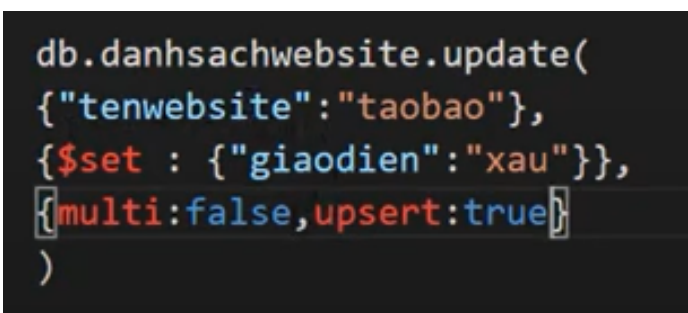 db.danhsachwebsite.update(
{"tenwebsite":"taobao"},
{$set : {"giaodien":"xau"}},
{multi:false,upsert:true}
)